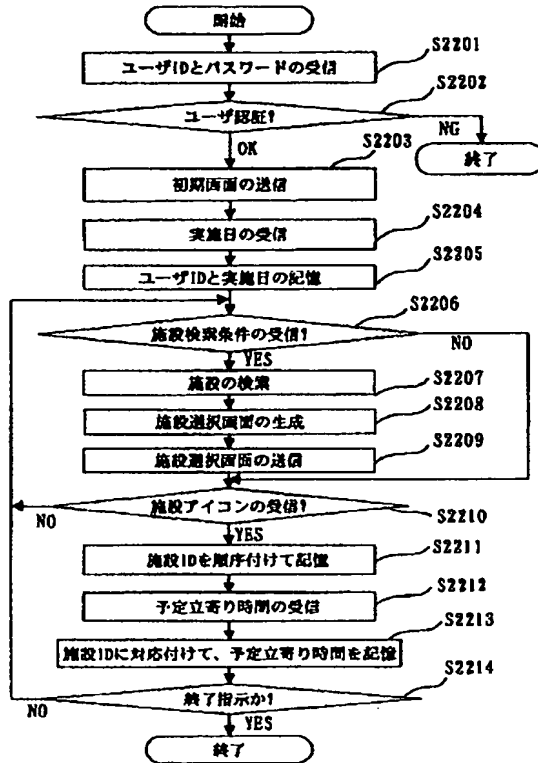 開始
S2201
ユーザIDとパスワードの受信
S2202
ユーザ認証?
NG
終了
OK
S2203
初期画面の送信
S2204
実施日の受信
S2205
ユーザIDと実施日の記憶
S2206
施設検索条件の受信?
NO
YES
S2207
施設の検索
S2208
施設選択画面の生成
S2209
施設選択画面の送信
施設アイコンの受信?
NO
S2210
YES
S2211
施設IDを順序付けて記憶
S2212
予定立寄り時間の受信
S2213
施設IDに対応付けて、予定立寄り時間を記憶
S2214
終了指示か?
NO
YES
終了